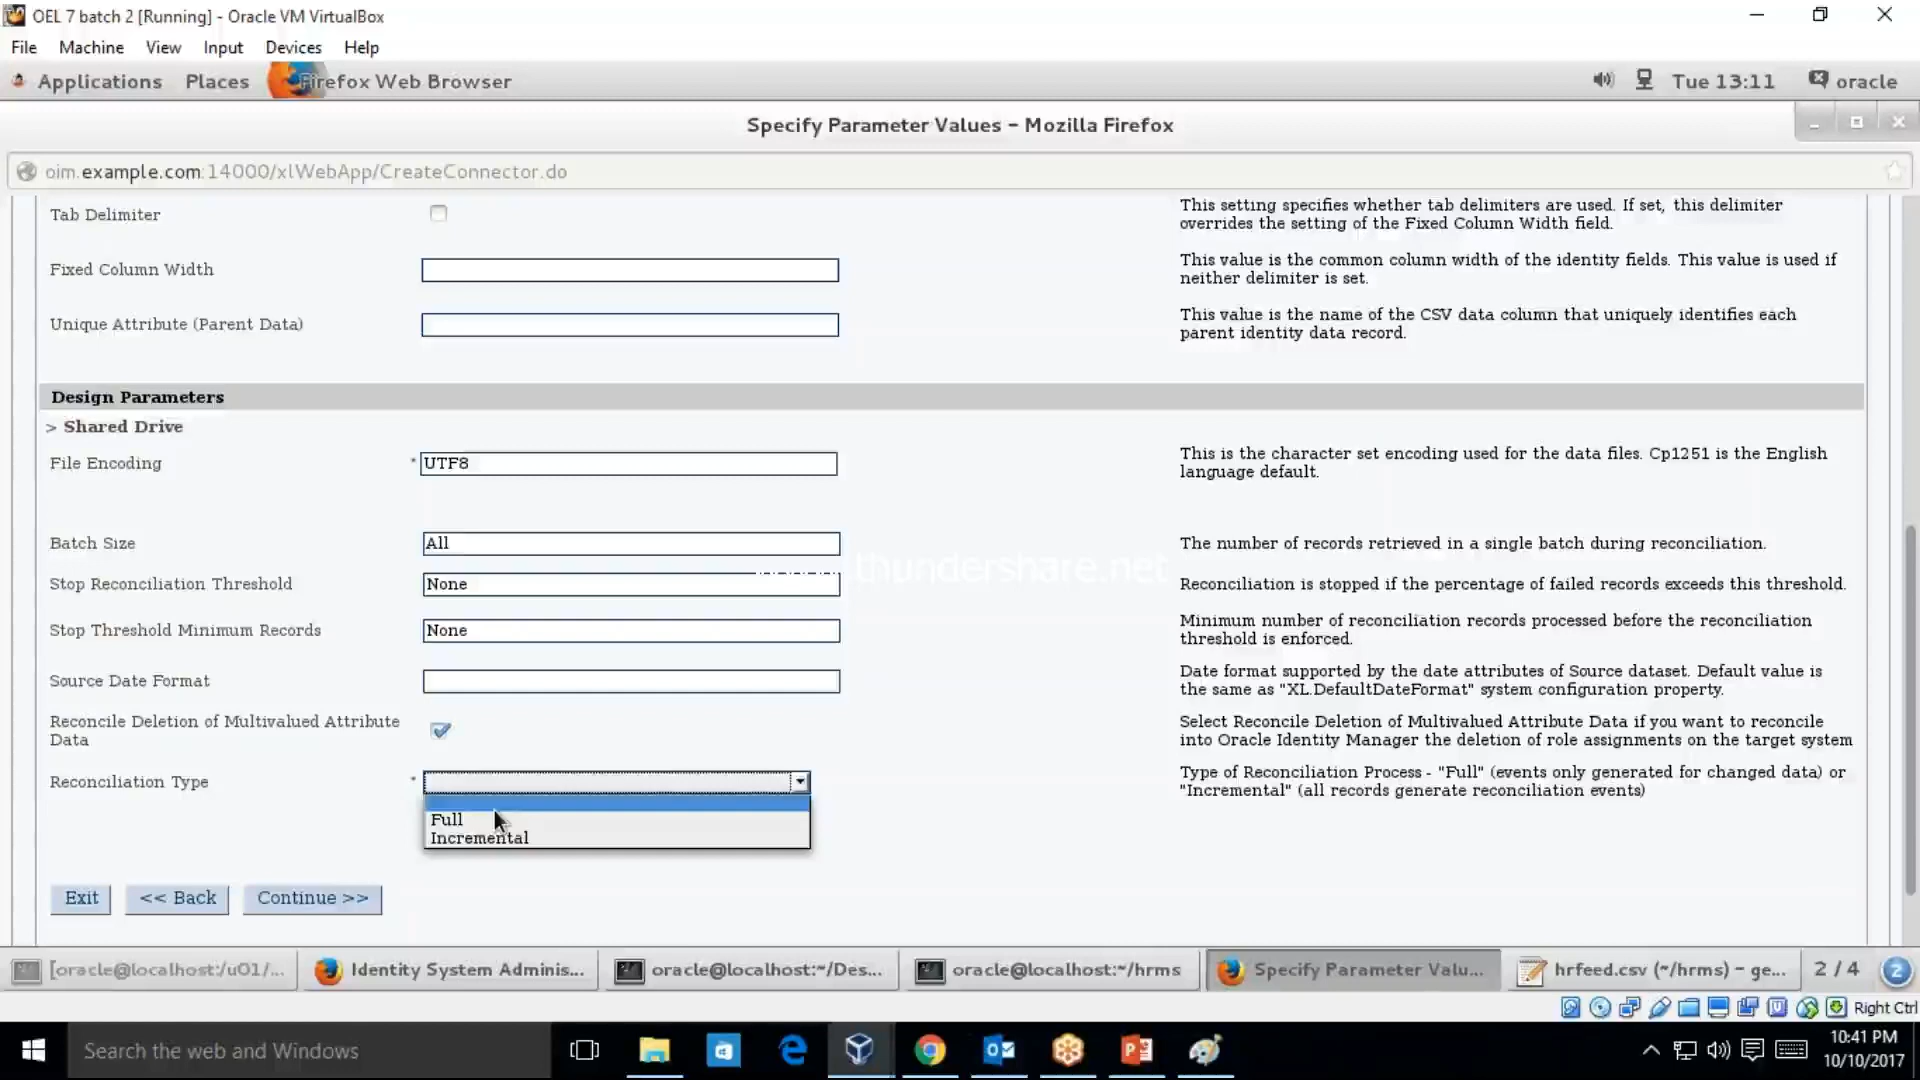 OEL 7 batch 2 [Running] - Oracle VM VirtualBox
File Machine View Input Devices Help
Applications Places Firefox Web Browser Tue 13:11 oracle
Specify Parameter Values - Mozilla Firefox
oim.example.com:14000/xlWebApp/CreateConnector.do
Tab Delimiter
This setting specifies whether tab delimiters are used. If set, this delimiter
overrides the setting of the Fixed Column Width field.
Fixed Column Width
This value is the common column width of the identity fields. This value is used if
neither delimiter is set.
Unique Attribute (Parent Data)
This value is the name of the CSV data column that uniquely identifies each
parent identity data record.
Design Parameters
> Shared Drive
File Encoding * UTF8
This is the character set encoding used for the data files. Cp1251 is the English
language default.
Batch Size All The number of records retrieved in a single batch during reconciliation.
thundershare.net
Stop Reconciliation Threshold None Reconciliation is stopped if the percentage of failed records exceeds this threshold.
Stop Threshold Minimum Records None
Minimum number of reconciliation records processed before the reconciliation
threshold is enforced.
Source Date Format
Date format supported by the date attributes of Source dataset. Default value is
the same as "XL.DefaultDateFormat" system configuration property.
Reconcile Deletion of Multivalued Attribute
Data
Select Reconcile Deletion of Multivalued Attribute Data if you want to reconcile
into Oracle Identity Manager the deletion of role assignments on the target system
Reconciliation Type *
Type of Reconciliation Process - "Full" (events only generated for changed data) or
"Incremental" (all records generate reconciliation events)
Full
Incremental
Exit << Back Continue >>
[oracle@localhost:/u01/... Identity System Adminis... oracle@localhost:~/Des... oracle@localhost:~/hrms Specify Parameter Valu... hrfeed.csv (~/hrms) - ge... 2 / 4 2
Right Ctrl
Search the web and Windows
10:41 PM
10/10/2017